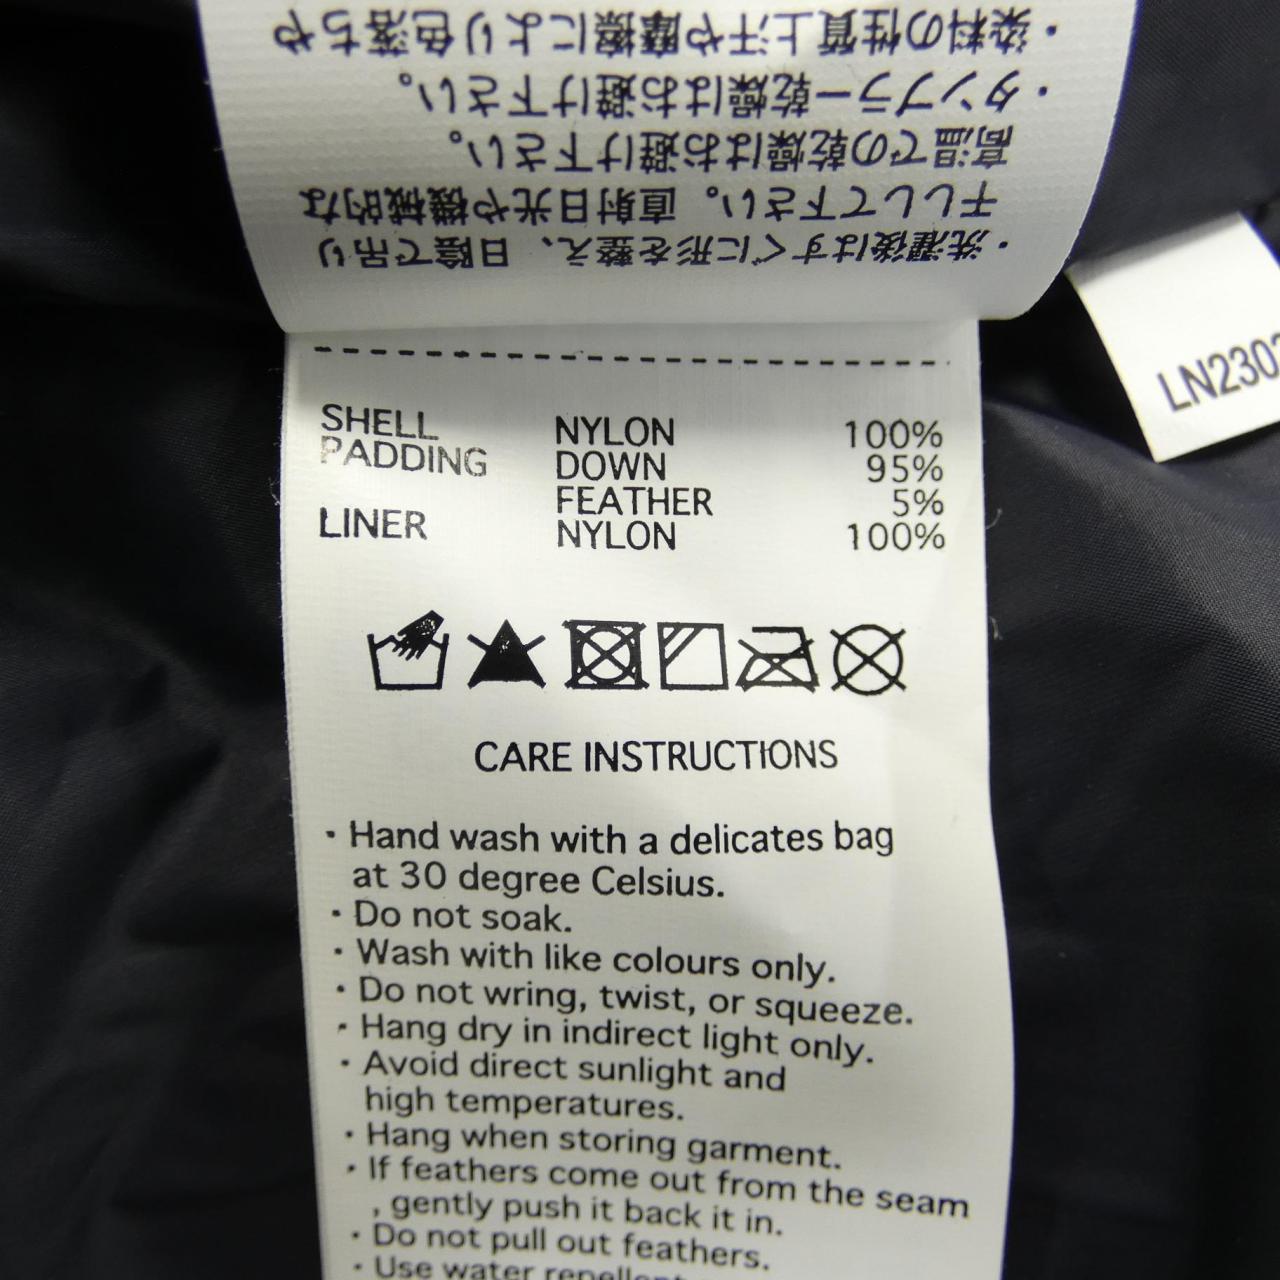 ・洗濯後はすぐに形を整え、日陰で吊り
干しして下さい。直射日光や機械的な
高温での乾燥はお避け下さい。
・タンブラー乾燥はお避け下さい。
・染料の性質上汗や摩擦により色落ちや
LN2303
SHELL NYLON 100%
PADDING DOWN 95%
FEATHER 5%
LINER NYLON 100%
CARE INSTRUCTIONS
・Hand wash with a delicates bag
at 30 degree Celsius.
・Do not soak.
・Wash with like colours only.
・Do not wring, twist, or squeeze.
・Hang dry in indirect light only.
・Avoid direct sunlight and
high temperatures.
・Hang when storing garment.
・If feathers come out from the seam
, gently push it back it in.
・Do not pull out feathers.
・Use water